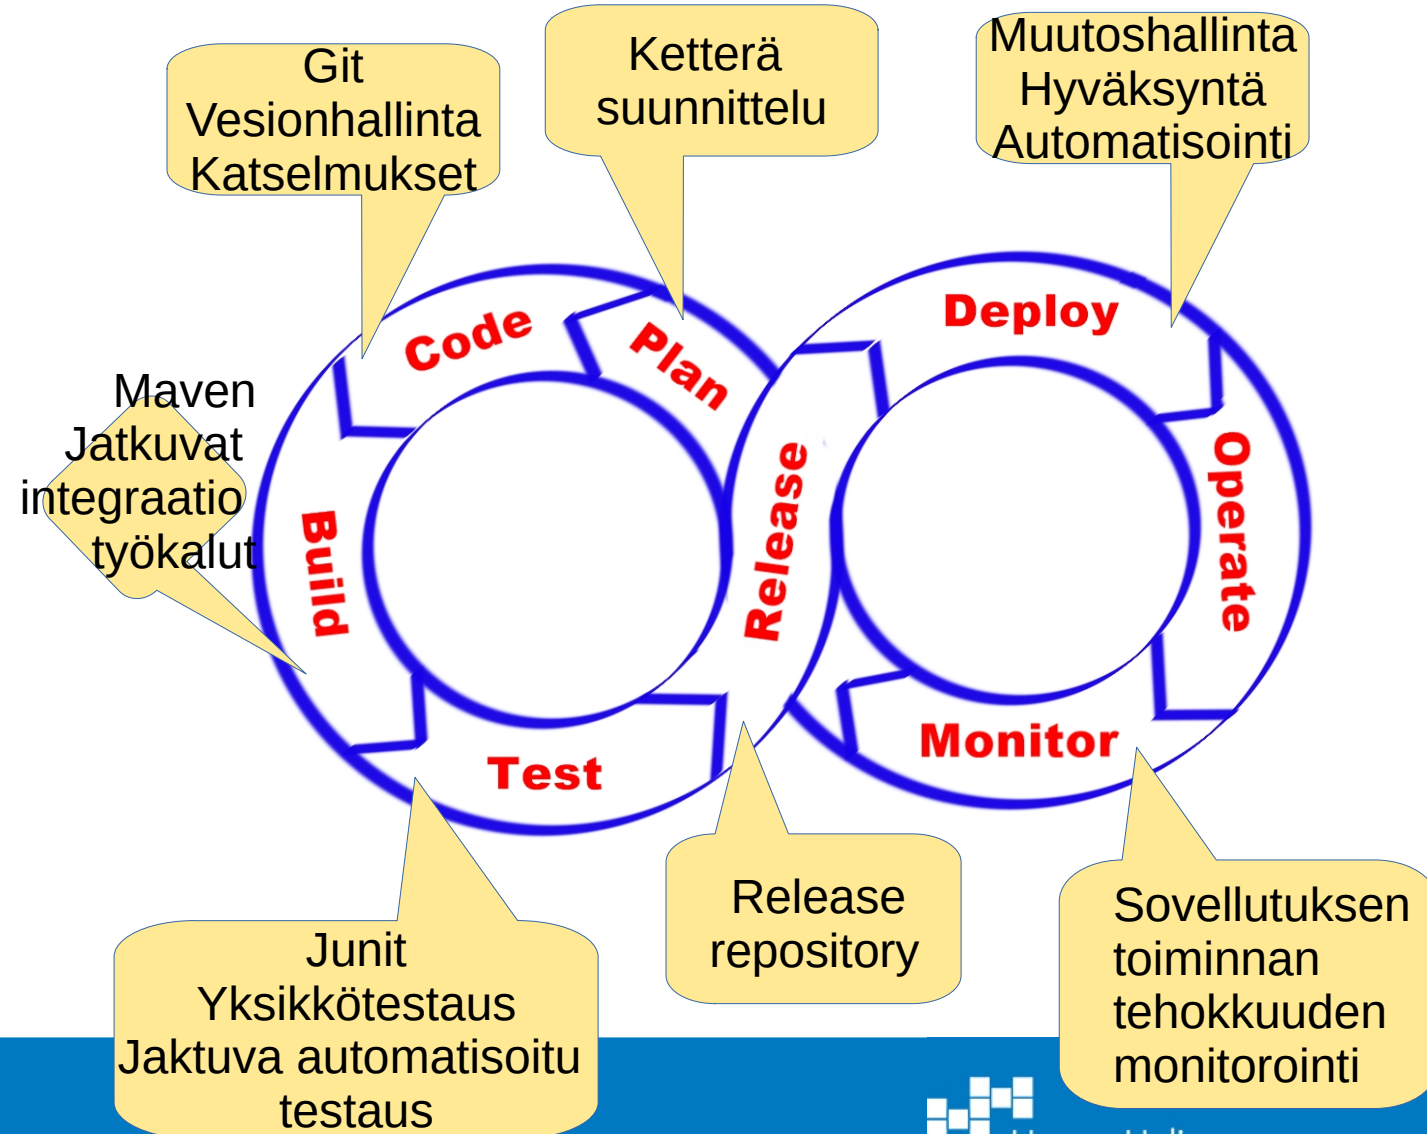 Git
Vesionhallinta
Katselmukset
Ketterä
suunnittelu
Muutoshallinta
Hyväksyntä
Automatisointi
Code
Plan
Deploy
Maven
Jatkuvat
integraatio
työkalut
Build
Release
Operate
Test
Monitor
Release
repository
Sovellutuksen
toiminnan
tehokkuuden
monitorointi
Junit
Yksikkötestaus
Jaktuva automatisoitu
testaus